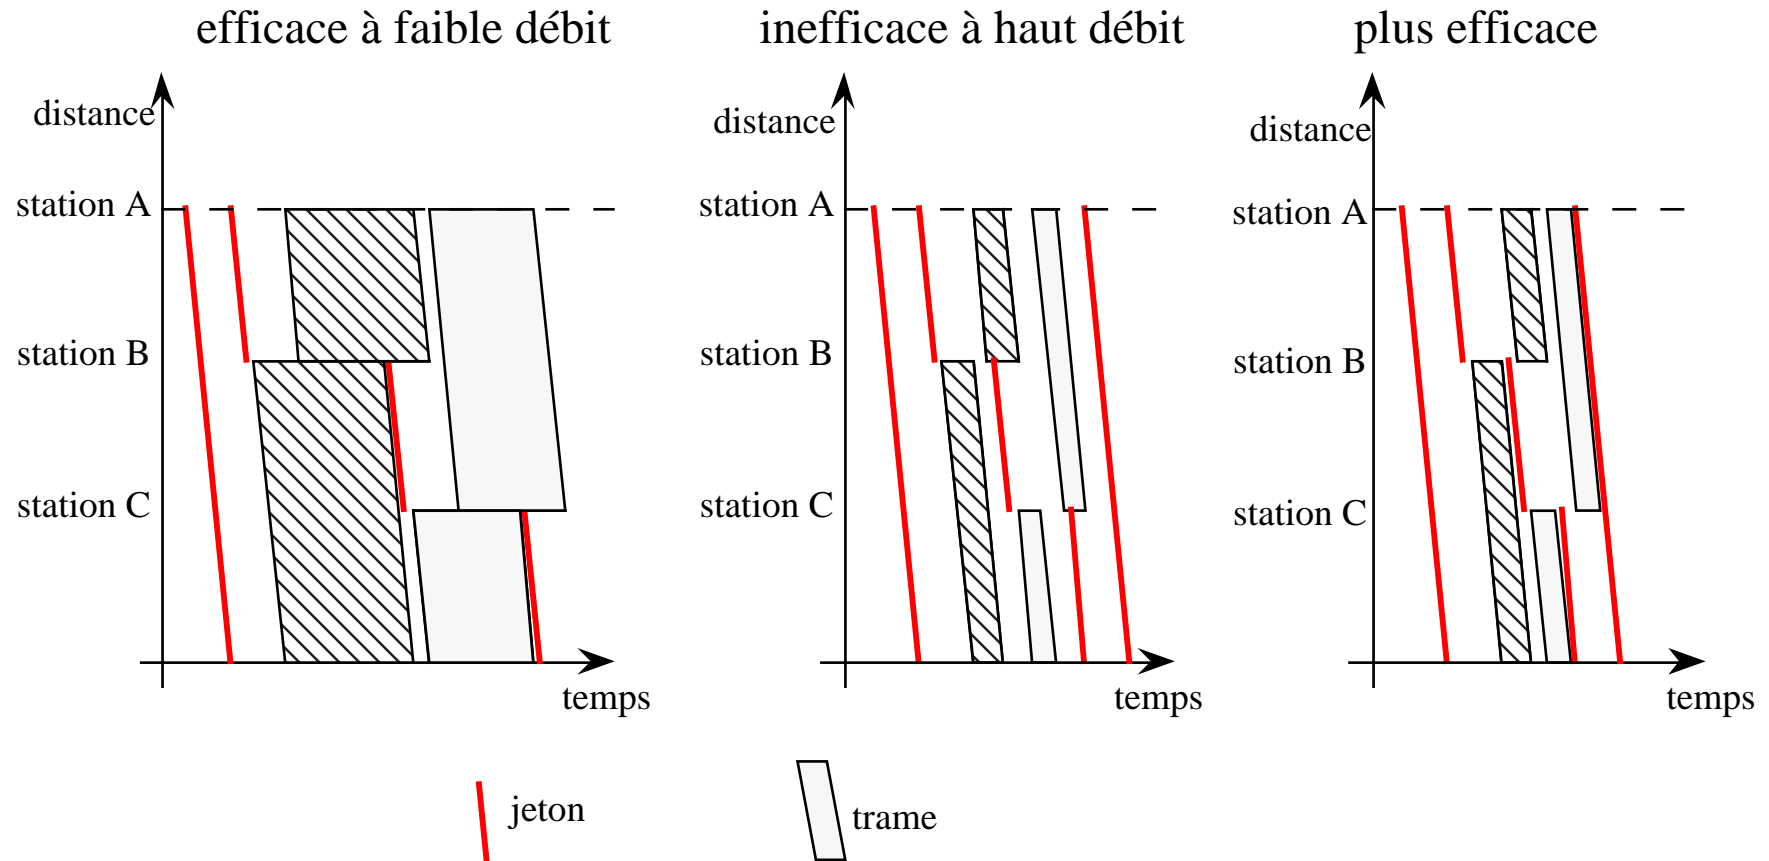 efficace à faible débit
inefficace à haut débit
plus efficace
distance
station A
station B
station C
temps
distance
station A
station B
station C
temps
distance
station A
station B
station C
temps
jeton
trame